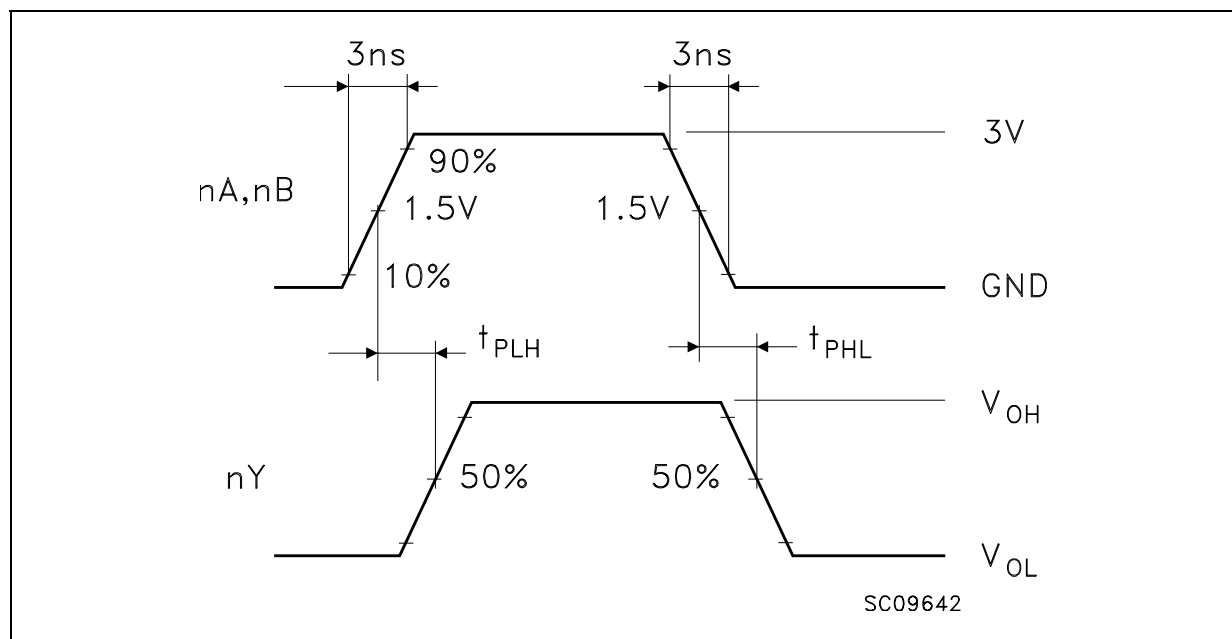 3ns 3ns
3V
90%
nA,nB 1.5V 1.5V
10%
GND
tPLH tPHL
VOH
nY 50% 50%
VOL
SC09642